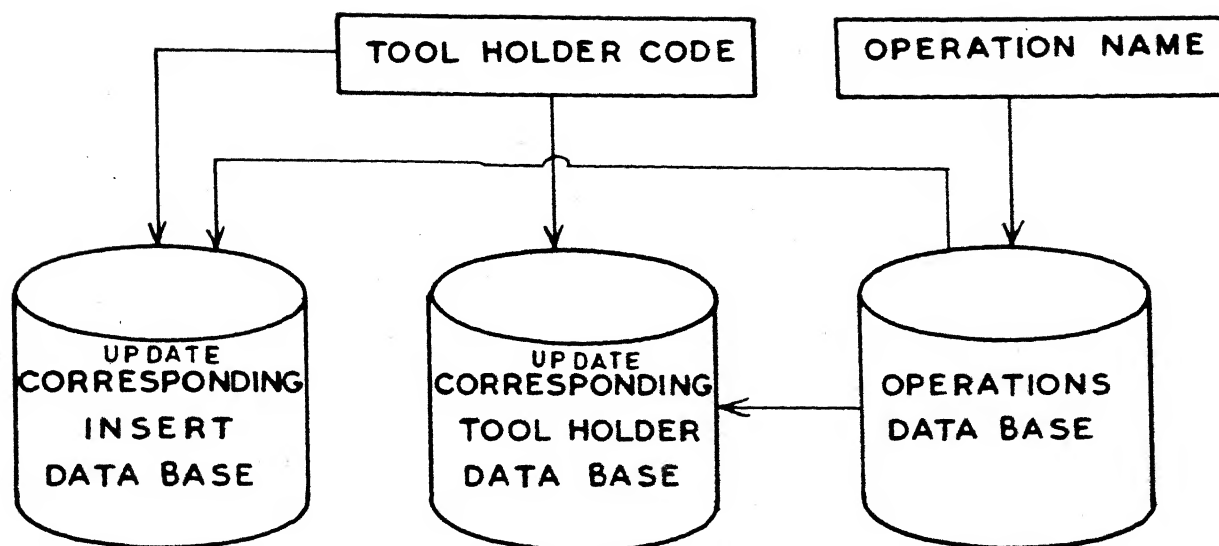 TOOL HOLDER CODE
OPERATION NAME
UPDATE
CORRESPONDING
INSERT
DATA BASE
UPDATE
CORRESPONDING
TOOL HOLDER
DATA BASE
OPERATIONS
DATA BASE